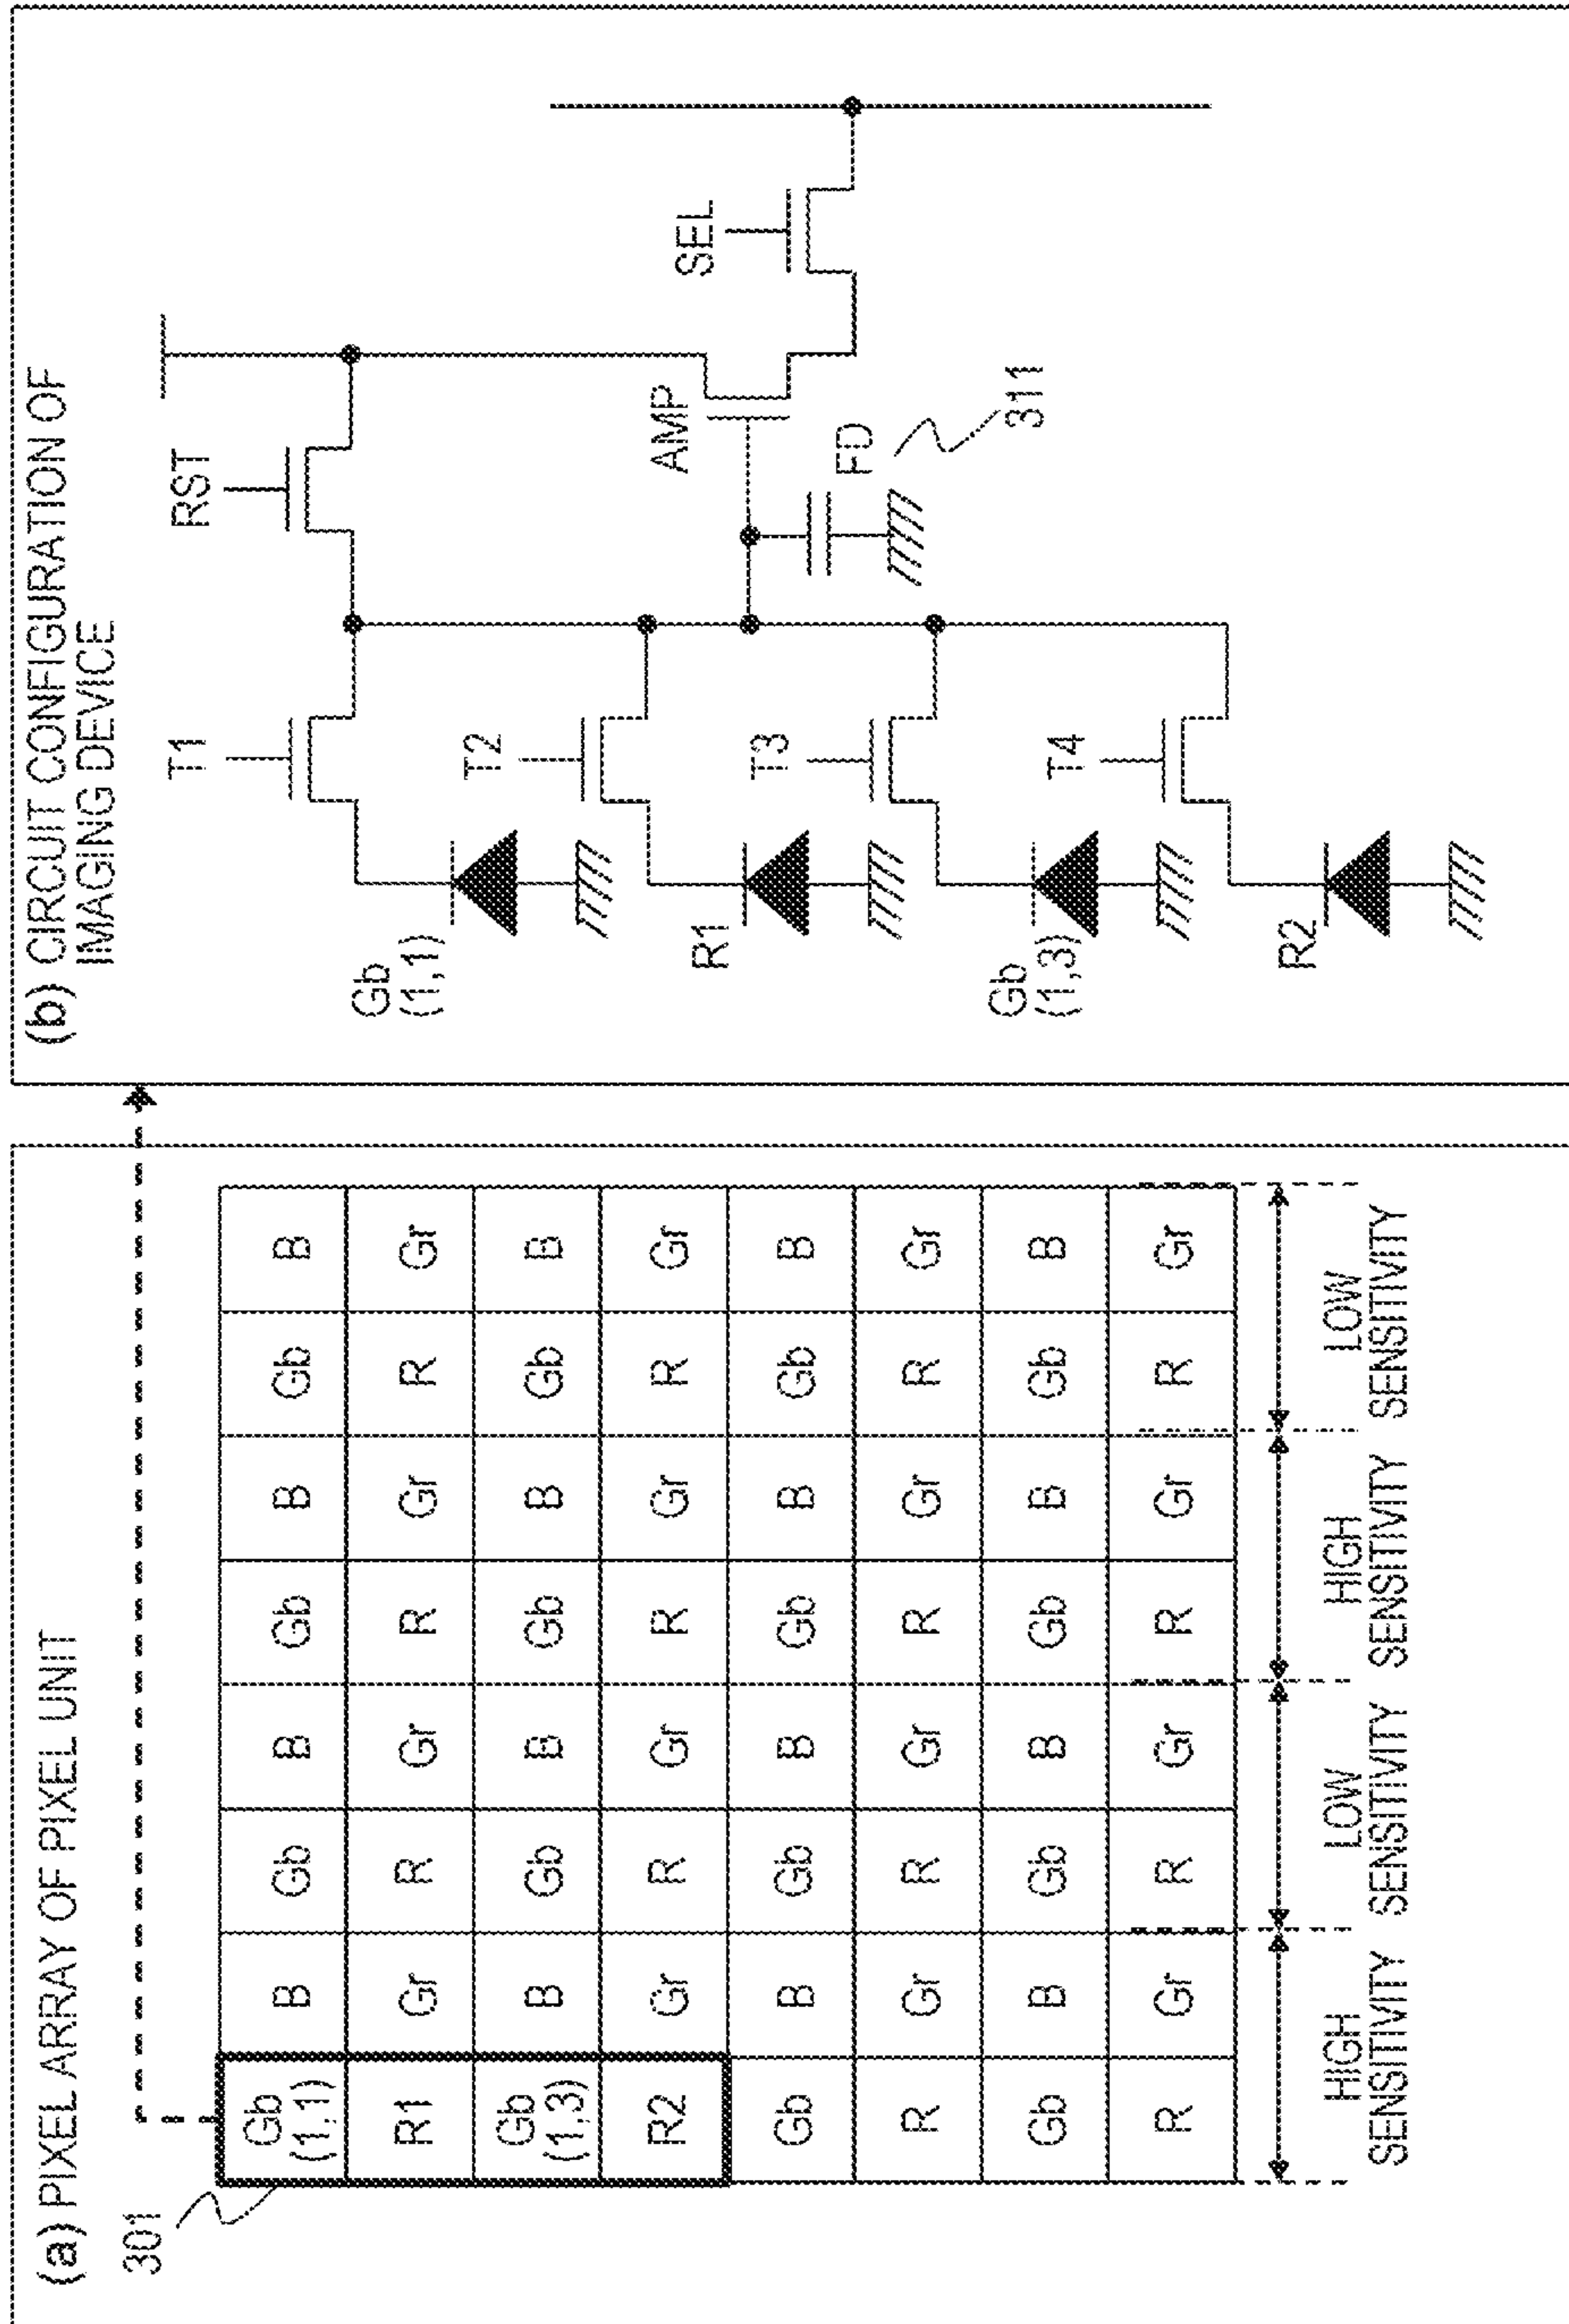 (a) PIXEL ARRAY OF PIXEL UNIT
301
Gb (1,1) B Gb B Gb B Gb B
R1 Gr R Gr R Gr R Gr
Gb (1,3) B Gb B Gb B Gb B
R2 Gr R Gr R Gr R Gr
Gb B Gb B Gb B Gb B
R Gr R Gr R Gr R Gr
Gb B Gb B Gb B Gb B
R Gr R Gr R Gr R Gr
HIGH SENSITIVITY
LOW SENSITIVITY
HIGH SENSITIVITY
LOW SENSITIVITY
(b) CIRCUIT CONFIGURATION OF
IMAGING DEVICE
T1
RST
Gb
(1,1)
T2
AMP
SEL
R1
T3
FD
311
Gb
(1,3)
T4
R2